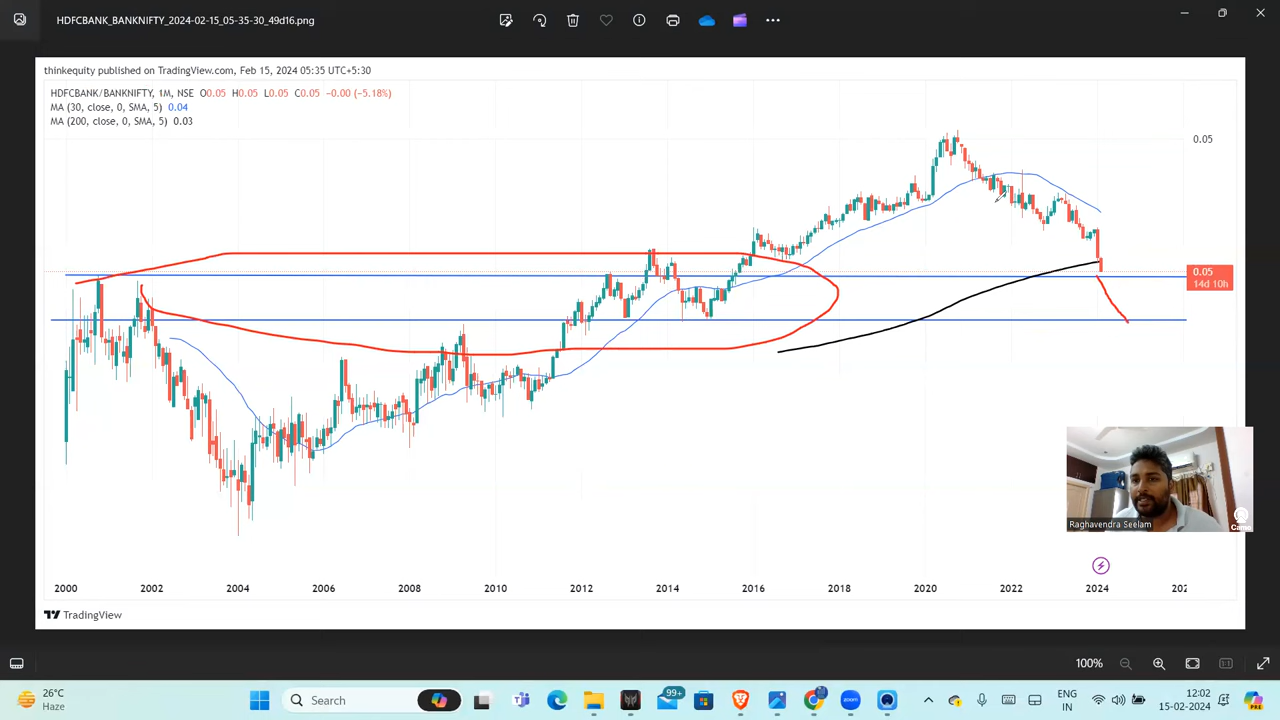 HDFCBANK_BANKNIFTY_2024-02-15_05-35-30_49d16.png
thinkequity published on TradingView.com, Feb 15, 2024 05:35 UTC+5:30
HDFCBANK/BANKNIFTY, 1M, NSE O0.05 H0.05 L0.05 C0.05 −0.00 (−5.18%)
MA (30, close, 0, SMA, 5) 0.04
MA (200, close, 0, SMA, 5) 0.03
0.05
0.05
14d 10h
Raghavendra Seelam
2000 2002 2004 2006 2008 2010 2012 2014 2016 2018 2020 2022 2024 202
TradingView
100%
1:1
26°C
Haze
Search
99+
zoom
ENG
IN
12:02
15-02-2024
PRE